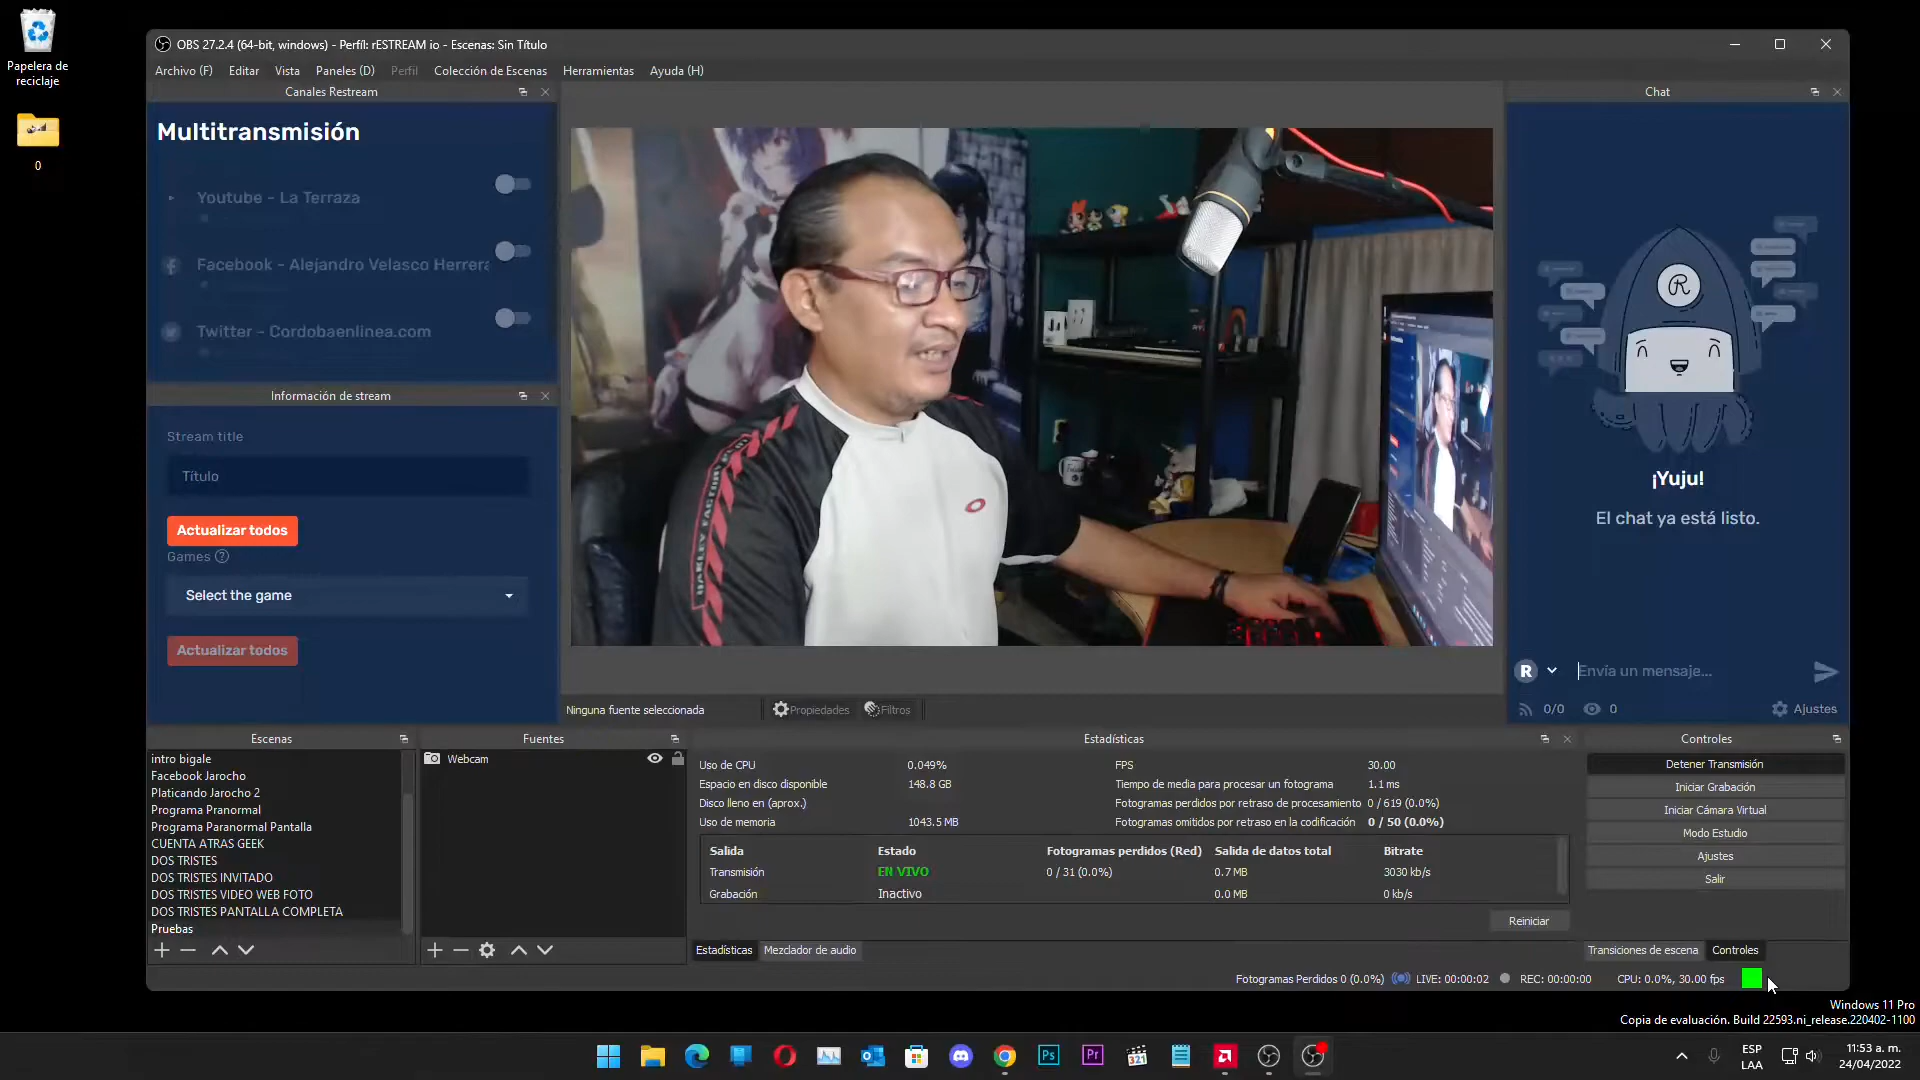 Papelera de
reciclaje
0
OBS 27.2.4 (64-bit, windows) - Perfil: rESTREAM io - Escenas: Sin Título
Archivo (F) Editar Vista Paneles (D) Perfil Colección de Escenas Herramientas Ayuda (H)
Canales Restream
Multitransmisión
Youtube - La Terraza
Facebook - Alejandro Velasco Herrera
Twitter - Cordobaenlinea.com
Información de stream
Stream title
Título
Actualizar todos
Games ?
Select the game
Actualizar todos
Chat
R
¡Yuju!
El chat ya está listo.
R Envía un mensaje...
0/0 0 Ajustes
Ninguna fuente seleccionada Propiedades Filtros
Escenas
intro bigale
Facebook Jarocho
Platicando Jarocho 2
Programa Pranormal
Programa Paranormal Pantalla
CUENTA ATRAS GEEK
DOS TRISTES
DOS TRISTES INVITADO
DOS TRISTES VIDEO WEB FOTO
DOS TRISTES PANTALLA COMPLETA
Pruebas
Fuentes
Webcam
Estadísticas
Uso de CPU 0.049% FPS 30.00
Espacio en disco disponible 148.8 GB Tiempo de media para procesar un fotograma 1.1 ms
Disco lleno en (aprox.) Fotogramas perdidos por retraso de procesamiento 0 / 619 (0.0%)
Uso de memoria 1043.5 MB Fotogramas omitidos por retraso en la codificación 0 / 50 (0.0%)
Salida Estado Fotogramas perdidos (Red) Salida de datos total Bitrate
Transmisión EN VIVO 0 / 31 (0.0%) 0.7 MB 3030 kb/s
Grabación Inactivo 0.0 MB 0 kb/s
Reiniciar
Estadísticas Mezclador de audio
Controles
Detener Transmisión
Iniciar Grabación
Iniciar Cámara Virtual
Modo Estudio
Ajustes
Salir
Transiciones de escena Controles
Fotogramas Perdidos 0 (0.0%) LIVE: 00:00:02 REC: 00:00:00 CPU: 0.0%, 30.00 fps
Windows 11 Pro
Copia de evaluación. Build 22593.ni_release.220402-1100
Ps Pr 321
ESP
LAA
11:53 a. m.
24/04/2022